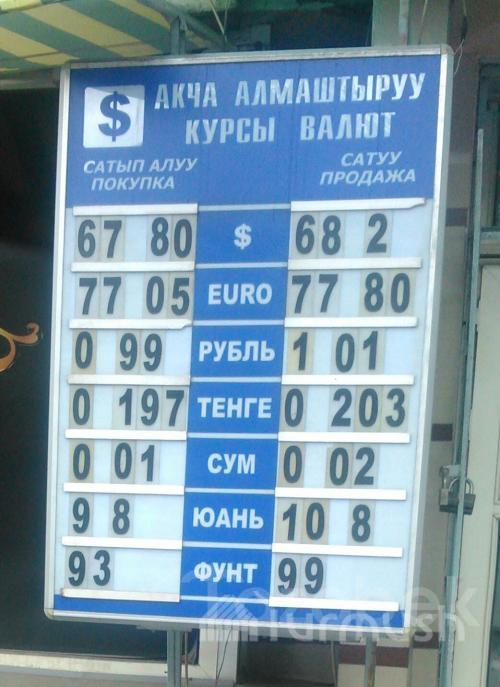 $ АКЧА АЛМАШТЫРУУ
КУРСЫ ВАЛЮТ
САТЫП АЛУУ САТУУ
ПОКУПКА ПРОДАЖА
67 80 $ 68 2
77 05 EURO 77 80
0 99 РУБЛЬ 1 01
0 197 ТЕНГЕ 0 203
0 01 СУМ 0 02
9 8 ЮАНЬ 10 8
93 ФУНТ 99
Turmush